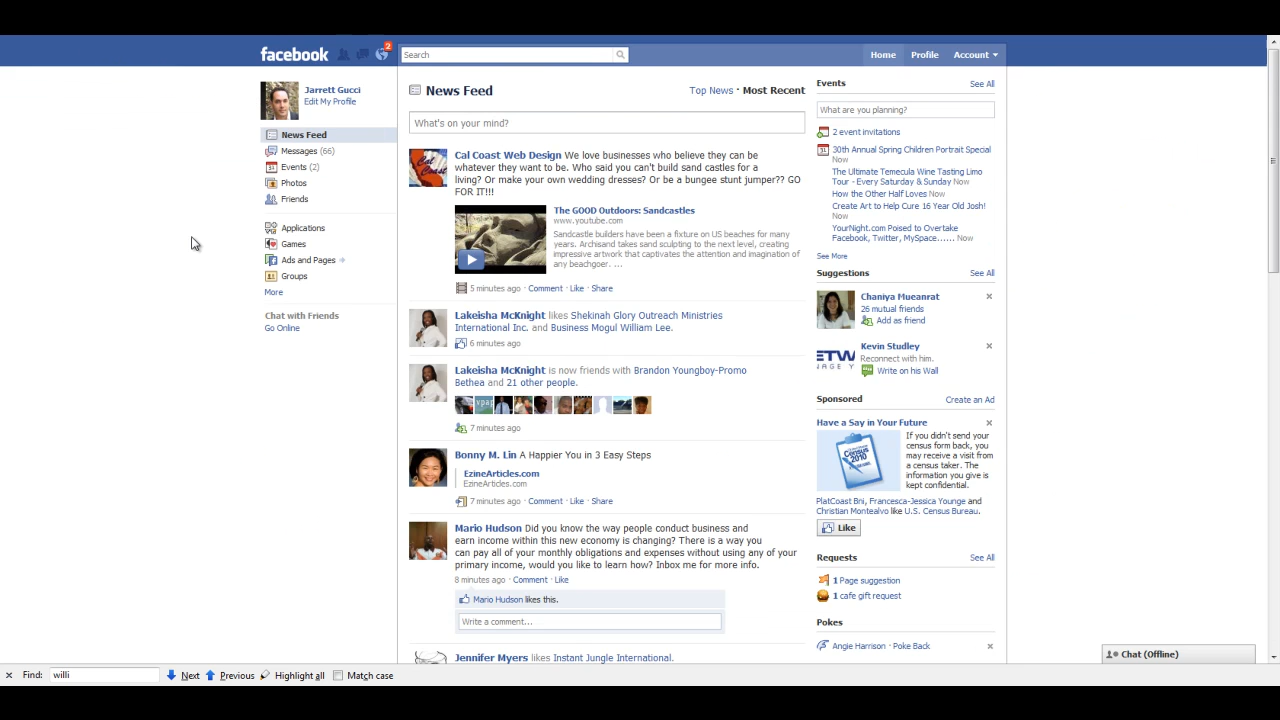 facebook
2
Search
Home Profile Account
Jarrett Gucci
Edit My Profile
News Feed
Messages (66)
Events (2)
Photos
Friends
Applications
Games
Ads and Pages
Groups
More
Chat with Friends
Go Online
News Feed
Top News · Most Recent
What's on your mind?
Cal Coast Web Design We love businesses who believe they can be
whatever they want to be. Who said you can't build sand castles for a
living? Or make your own wedding dresses? Or be a bungee stunt jumper?? GO
FOR IT!!!
The GOOD Outdoors: Sandcastles
www.youtube.com
Sandcastle builders have been a fixture on US beaches for many
years. Archisand takes sand sculpting to the next level, creating
impressive artwork that captivates the attention and imagination of
any beachgoer. ...
5 minutes ago · Comment · Like · Share
Lakeisha McKnight likes Shekinah Glory Outreach Ministries
International Inc. and Business Mogul William Lee.
6 minutes ago
Lakeisha McKnight is now friends with Brandon Youngboy-Promo
Bethea and 21 other people.
7 minutes ago
Bonny M. Lin A Happier You in 3 Easy Steps
EzineArticles.com
EzineArticles.com
7 minutes ago · Comment · Like · Share
Mario Hudson Did you know the way people conduct business and
earn income within this new economy is changing? There is a way you
can pay all of your monthly obligations and expenses without using any of your
primary income, would you like to learn how? Inbox me for more info.
8 minutes ago · Comment · Like
Mario Hudson likes this.
Write a comment...
Jennifer Myers likes Instant Jungle International.
Events See All
What are you planning?
2 event invitations
30th Annual Spring Children Portrait Special
Now
The Ultimate Temecula Wine Tasting Limo
Tour - Every Saturday & Sunday Now
How the Other Half Loves Now
Create Art to Help Cure 16 Year Old Josh!
Now
YourNight.com Poised to Overtake
Facebook, Twitter, MySpace...... Now
See More
Suggestions See All
Chaniya Mueanrat
26 mutual friends
Add as friend
ETW
NAGE Y
Kevin Studley
Reconnect with him.
Write on his Wall
Sponsored Create an Ad
Have a Say in Your Future
Census
2010
If you didn't send your
census form back, you
may receive a visit from
a census taker. The
information you give is
kept confidential.
PlatCoast Bni, Francesca-Jessica Younge and
Christian Montealvo like U.S. Census Bureau.
Like
Requests See All
1 Page suggestion
1 cafe gift request
Pokes
Angie Harrison · Poke Back
Chat (Offline)
Find: willi Next Previous Highlight all Match case